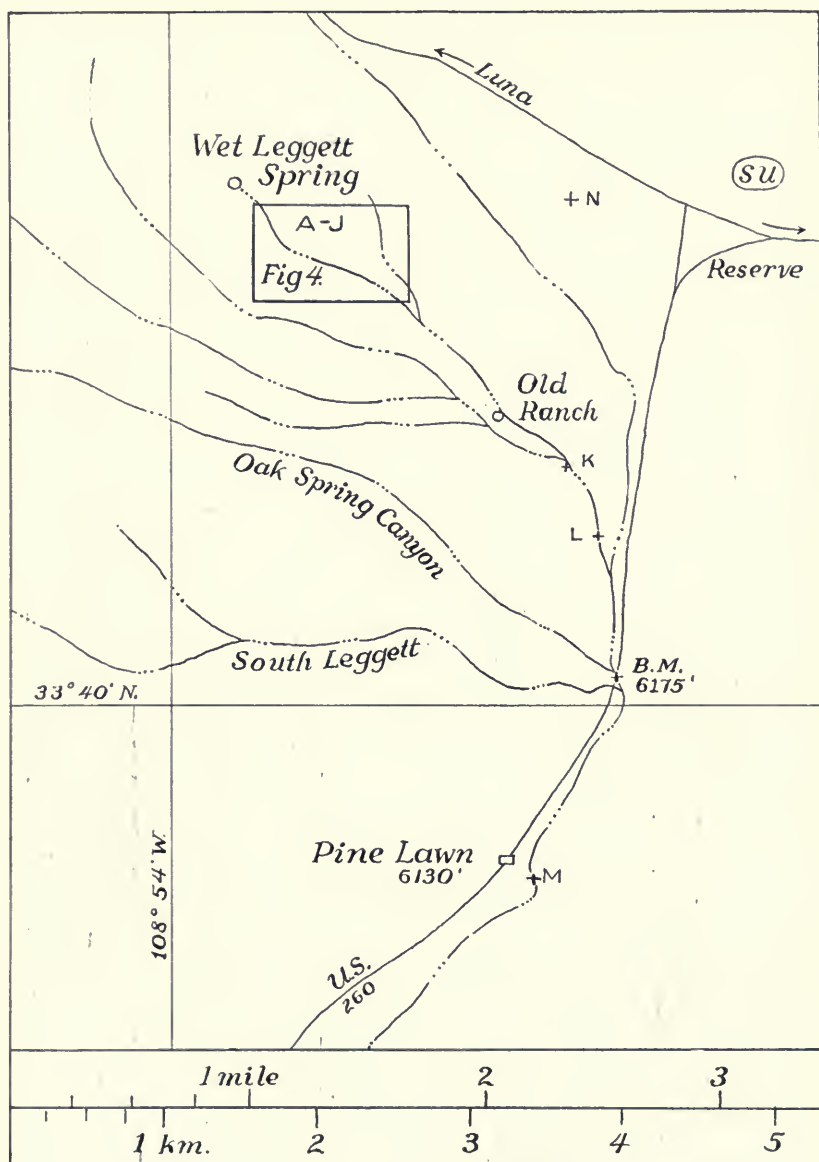 Luna
SU
Wet Leggett
Spring
N
A-J
Fig 4.
Reserve
Old
Ranch
K
Oak Spring Canyon
L
South Leggett
B.M.
6175'
33° 40' N.
Pine Lawn
6130'
M
108° 54' W.
U.S.
260
1 mile 2 3
1 km. 2 3 4 5